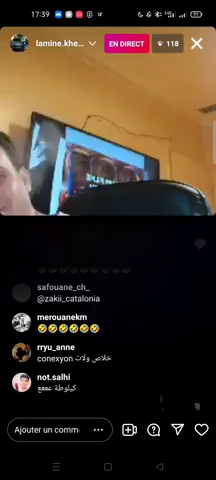 17:39
lamine.khe...
EN DIRECT
118
safouane_ch_
@zakii_catalonia
merouanekm
🤣🤣🤣🤣🤣🤣
rryu_anne
conexyon خلاص ولات
not.salhi
كيلوطة عععع
Ajouter un comm